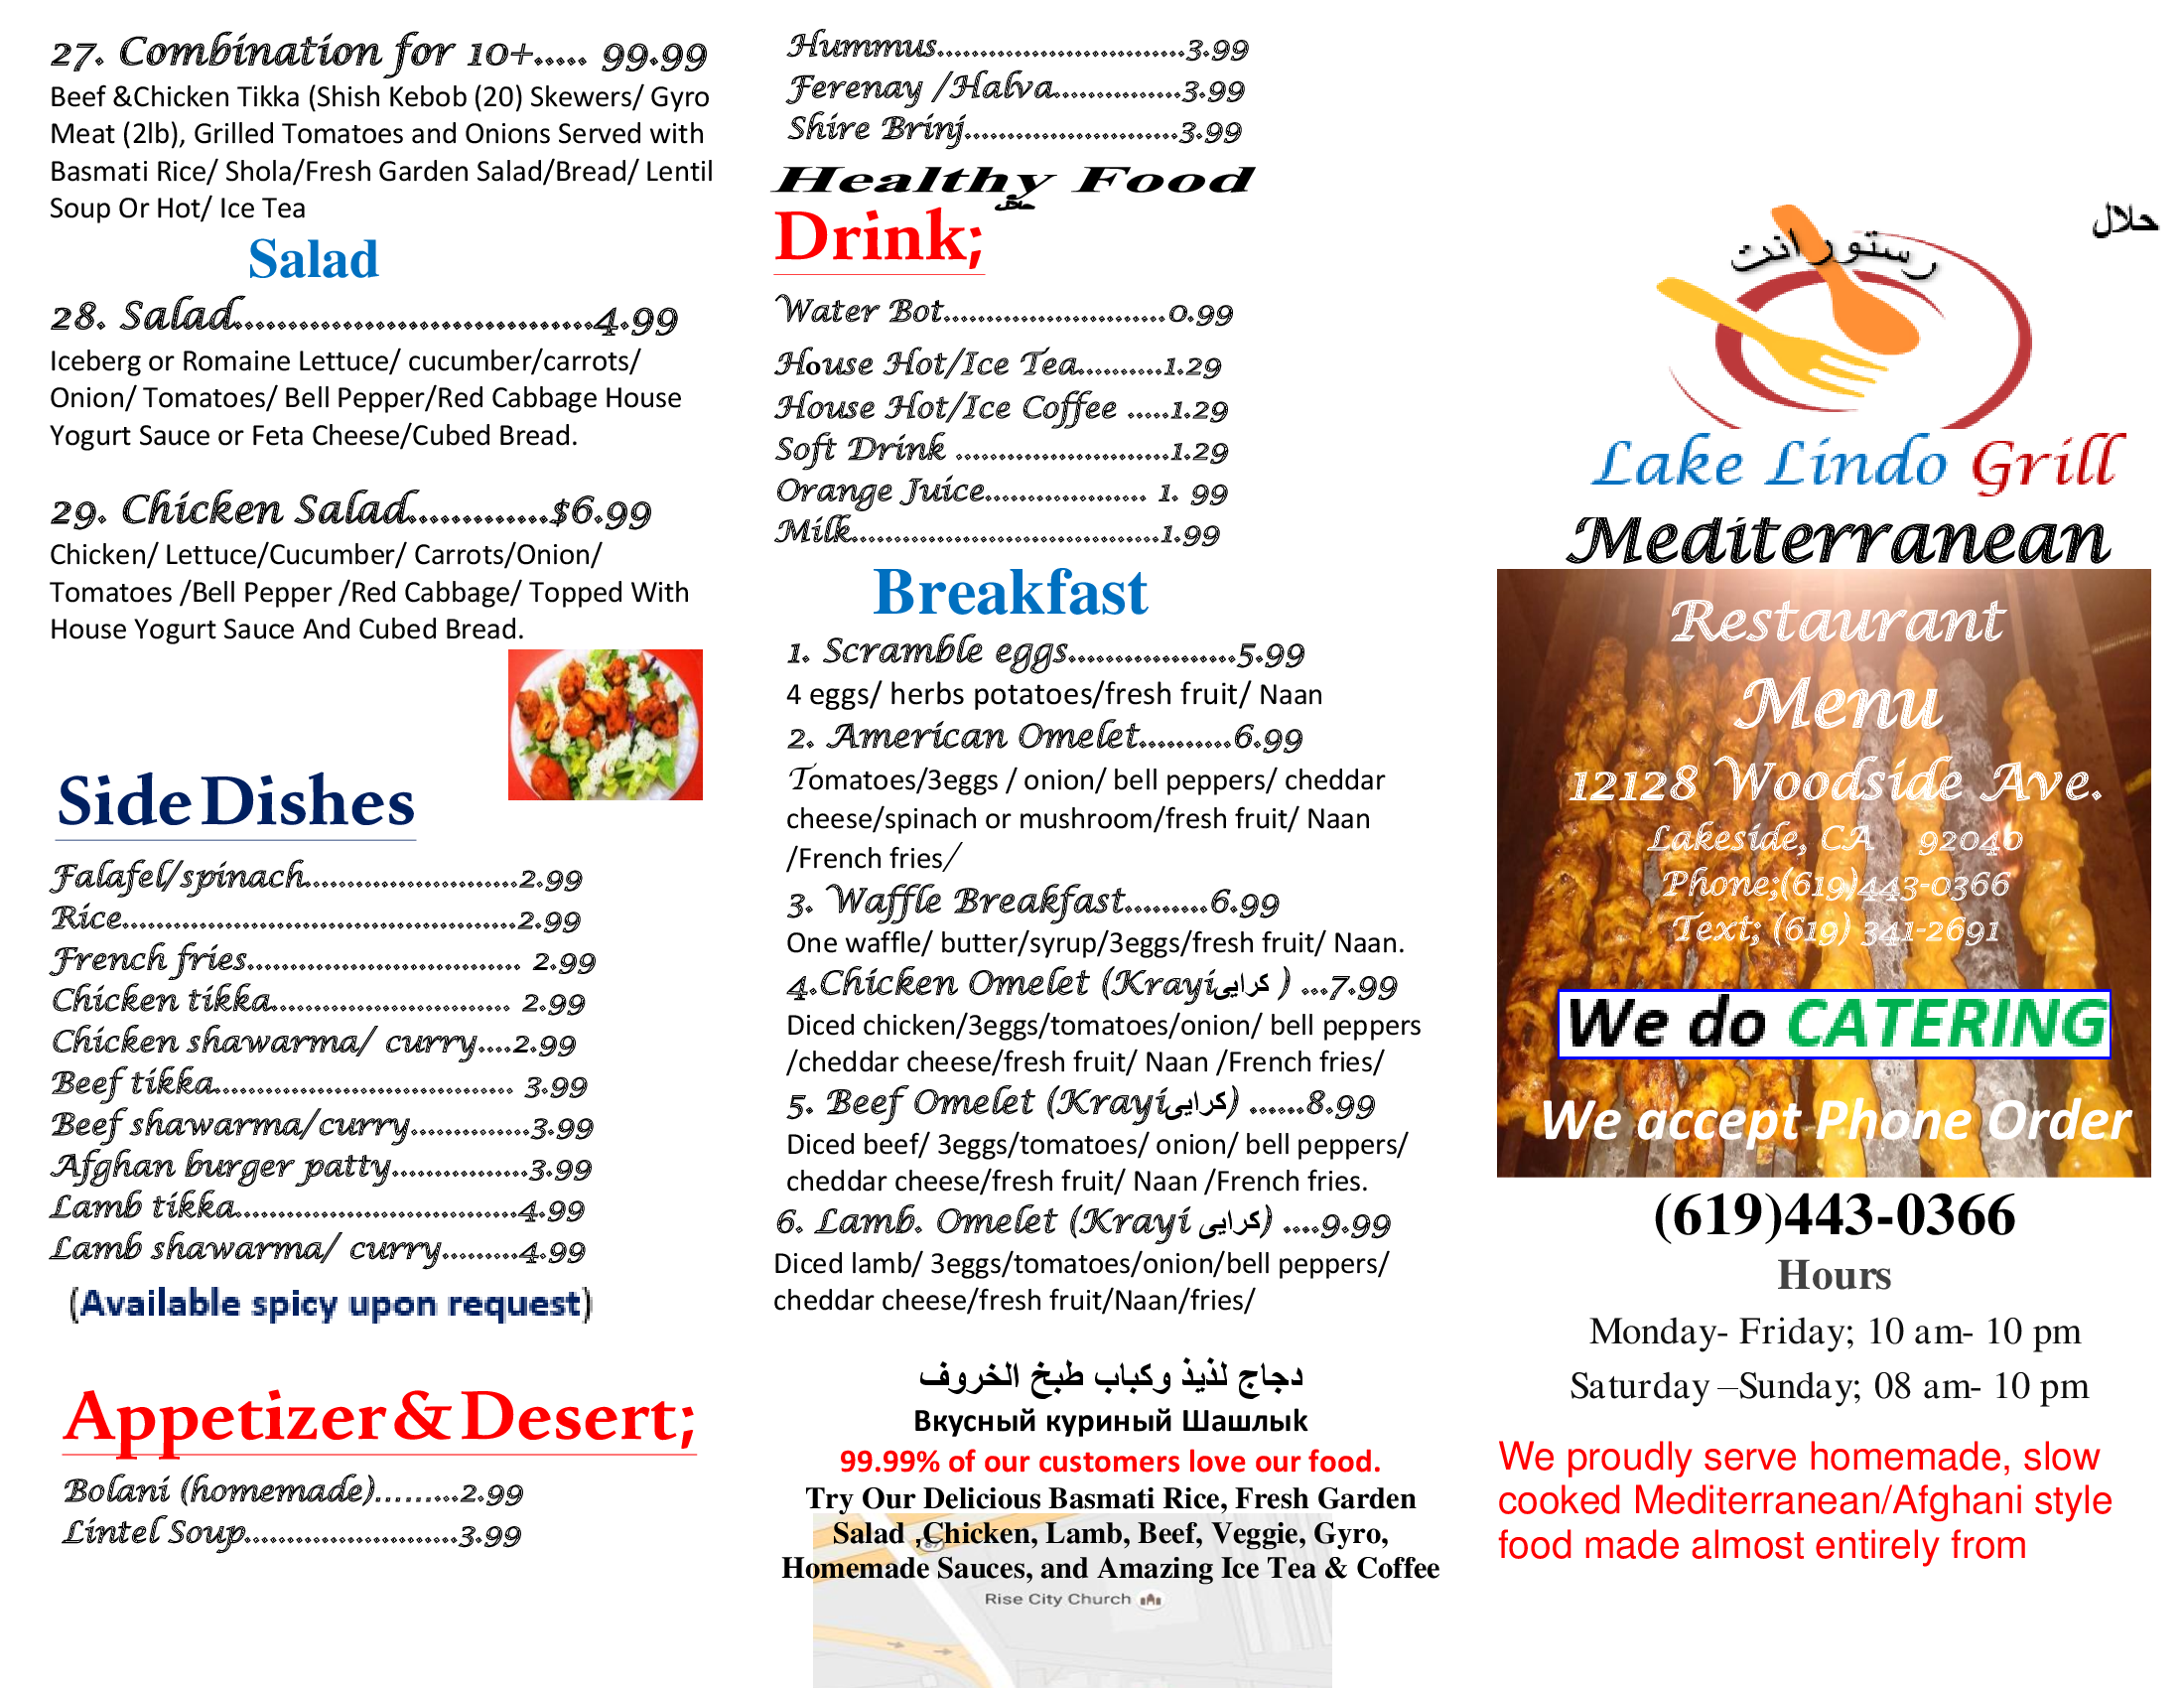 27. Combination for 10+..... 99.99
Beef &Chicken Tikka (Shish Kebob (20) Skewers/ Gyro
Meat (2lb), Grilled Tomatoes and Onions Served with
Basmati Rice/ Shola/Fresh Garden Salad/Bread/ Lentil
Soup Or Hot/ Ice Tea
Salad
28. Salad.................................4.99
Iceberg or Romaine Lettuce/ cucumber/carrots/
Onion/ Tomatoes/ Bell Pepper/Red Cabbage House
Yogurt Sauce or Feta Cheese/Cubed Bread.
29. Chicken Salad.............$6.99
Chicken/ Lettuce/Cucumber/ Carrots/Onion/
Tomatoes /Bell Pepper /Red Cabbage/ Topped With
House Yogurt Sauce And Cubed Bread.
Side Dishes
Falafel/spinach.........................2.99
Rice...............................................2.99
French fries................................ 2.99
Chicken tikka............................ 2.99
Chicken shawarma/ curry....2.99
Beef tikka................................... 3.99
Beef shawarma/curry..............3.99
Afghan burger patty................3.99
Lamb tikka.................................4.99
Lamb shawarma/ curry.........4.99
(Available spicy upon request)
Appetizer & Desert;
Bolani (homemade).........2.99
Lintel Soup.........................3.99
Hummus.............................3.99
Ferenay /Halva...............3.99
Shire Brinj.........................3.99
Healthy Food
حلال
Drink;
Water Bot..........................0.99
House Hot/Ice Tea..........1.29
House Hot/Ice Coffee .....1.29
Soft Drink .........................1.29
Orange Juice................... 1. 99
Milk....................................1.99
Breakfast
1. Scramble eggs..................5.99
4 eggs/ herbs potatoes/fresh fruit/ Naan
2. American Omelet..........6.99
Tomatoes/3eggs / onion/ bell peppers/ cheddar
cheese/spinach or mushroom/fresh fruit/ Naan
/French fries/
3. Waffle Breakfast.........6.99
One waffle/ butter/syrup/3eggs/fresh fruit/ Naan.
4.Chicken Omelet (Krayiکرایی ) ...7.99
Diced chicken/3eggs/tomatoes/onion/ bell peppers
/cheddar cheese/fresh fruit/ Naan /French fries/
5. Beef Omelet (Krayiکرایی) ......8.99
Diced beef/ 3eggs/tomatoes/ onion/ bell peppers/
cheddar cheese/fresh fruit/ Naan /French fries.
6. Lamb. Omelet (Krayi کرایی) ....9.99
Diced lamb/ 3eggs/tomatoes/onion/bell peppers/
cheddar cheese/fresh fruit/Naan/fries/
دجاج لذيذ وكباب طبخ الخروف
Вкусный куриный Шашлыk
99.99% of our customers love our food.
Try Our Delicious Basmati Rice, Fresh Garden
Salad ,Chicken, Lamb, Beef, Veggie, Gyro,
Homemade Sauces, and Amazing Ice Tea & Coffee
Rise City Church
حلال
رستورانت
Lake Lindo Grill
Mediterranean
Restaurant
Menu
12128 Woodside Ave.
Lakeside, CA 92040
Phone;(619)443-0366
Text; (619) 341-2691
We do CATERING
We accept Phone Order
(619)443-0366
Hours
Monday- Friday; 10 am- 10 pm
Saturday –Sunday; 08 am- 10 pm
We proudly serve homemade, slow
cooked Mediterranean/Afghani style
food made almost entirely from